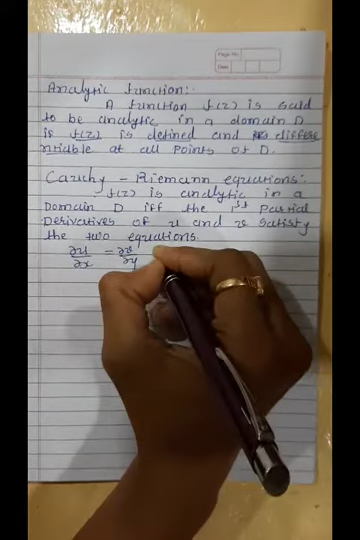 Page No:
Date
Analytic function:-
A function f(z) is said
to be analytic in a domain D
is f(z) is defined and differe
ntiable at all points of D.
Cauchy - Riemann equations:
f(z) is analytic in a
Domain D iff the 1st Partial
Derivatives of u and v satisty
the two equations.
∂u/∂x = ∂v/∂y